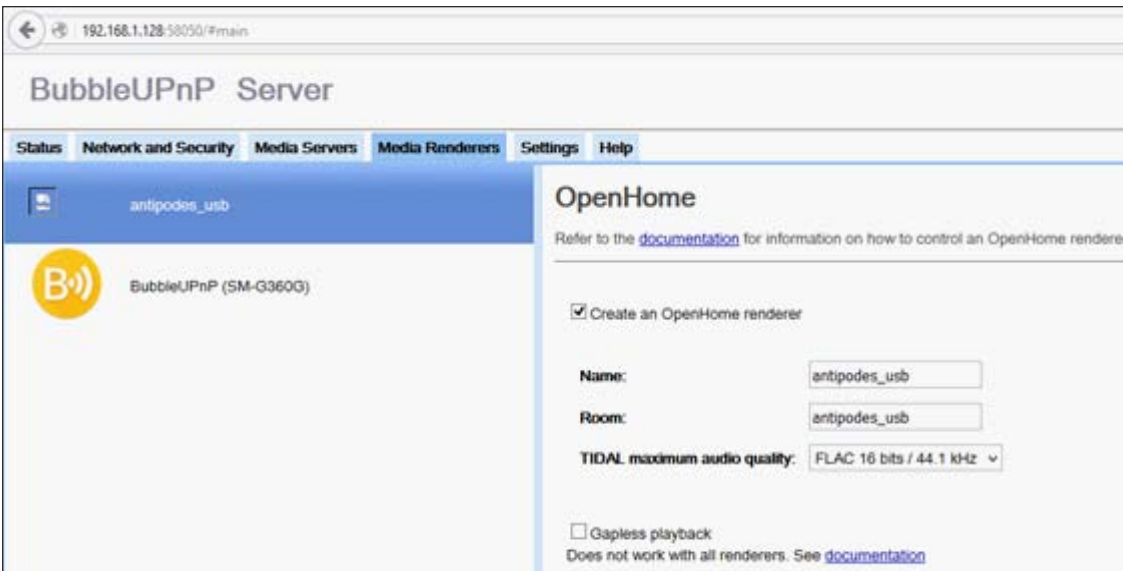 192.168.1.128:58050/#main
BubbleUPnP Server
Status Network and Security Media Servers Media Renderers Settings Help
antipodes_usb
B
BubbleUPnP (SM-G360G)
OpenHome
Refer to the documentation for information on how to control an OpenHome rendere
Create an OpenHome renderer
Name: antipodes_usb
Room: antipodes_usb
TIDAL maximum audio quality: FLAC 16 bits / 44.1 kHz
Gapless playback
Does not work with all renderers. See documentation